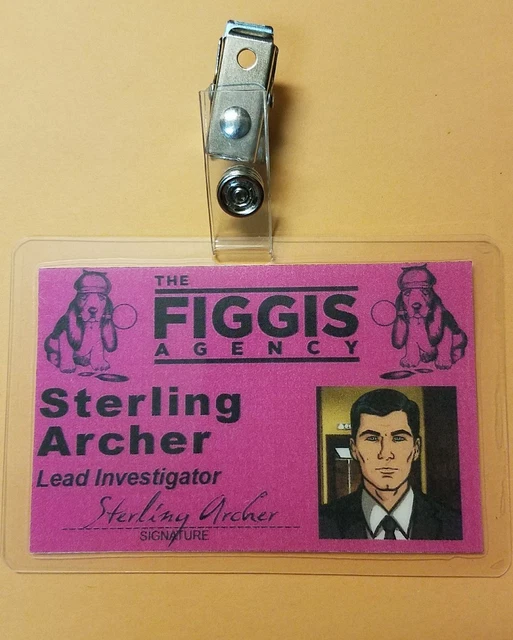 THE
FIGGIS
AGENCY
Sterling
Archer
Lead Investigator
Sterling Archer
SIGNATURE